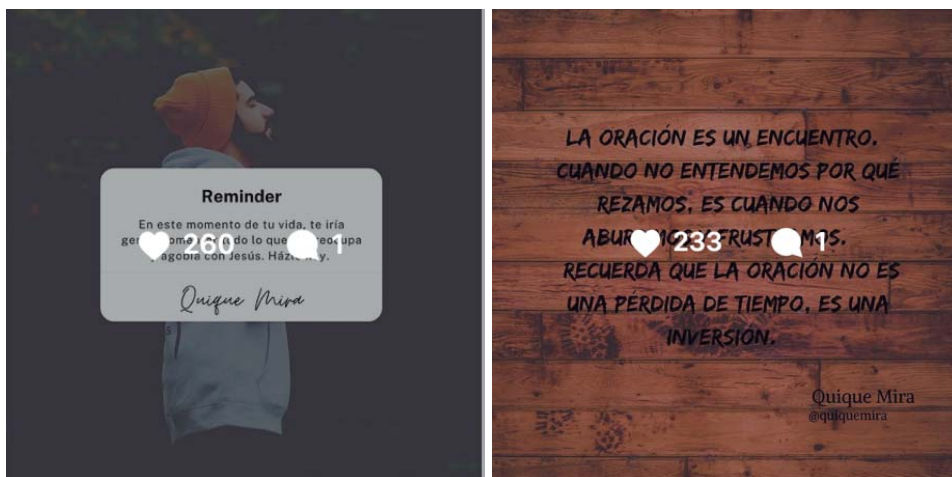 Reminder
En este momento de tu vida, te iría
lo que
con Jesús.
Quique Mira
260
1
LA ORACIÓN ES UN ENCUENTRO.
CUANDO NO ENTENDEMOS POR QUÉ
REZAMOS, ES CUANDO NOS
233
1
RECUERDA QUE LA ORACIÓN NO ES
UNA PÉRDIDA DE TIEMPO, ES UNA
INVERSIÓN.
Quique Mira
@quiquemira